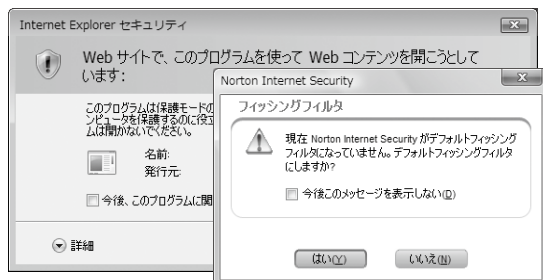 Internet Explorer セキュリティ
Web サイトで、このプログラムを使って Web コンテンツを開こうとして
います:
このプログラムは保護モードの
ンピュータを保護するのに役立
ムは開かないでください。
名前:
発行元:
今後、このプログラムに関
詳細
Norton Internet Security
フィッシングフィルタ
現在 Norton Internet Security がデフォルトフィッシング
フィルタになっていません。デフォルトフィッシングフィルタ
にしますか?
今後このメッセージを表示しない(D)
はい(Y)
いいえ(N)